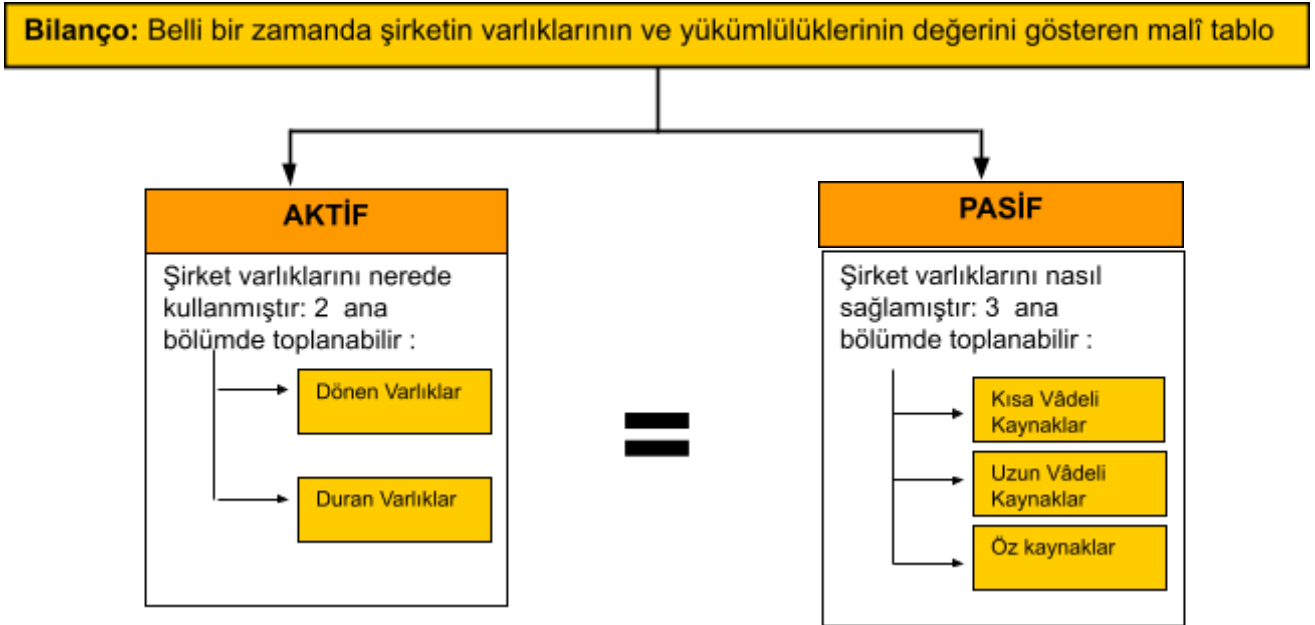 Bilanço: Belli bir zamanda şirketin varlıklarının ve yükümlülüklerinin değerini gösteren malî tablo
AKTİF
Şirket varlıklarını nerede
kullanmıştır: 2 ana
bölümde toplanabilir :
Dönen Varlıklar
Duran Varlıklar
=
PASİF
Şirket varlıklarını nasıl
sağlamıştır: 3 ana
bölümde toplanabilir :
Kısa Vâdeli
Kaynaklar
Uzun Vâdeli
Kaynaklar
Öz kaynaklar